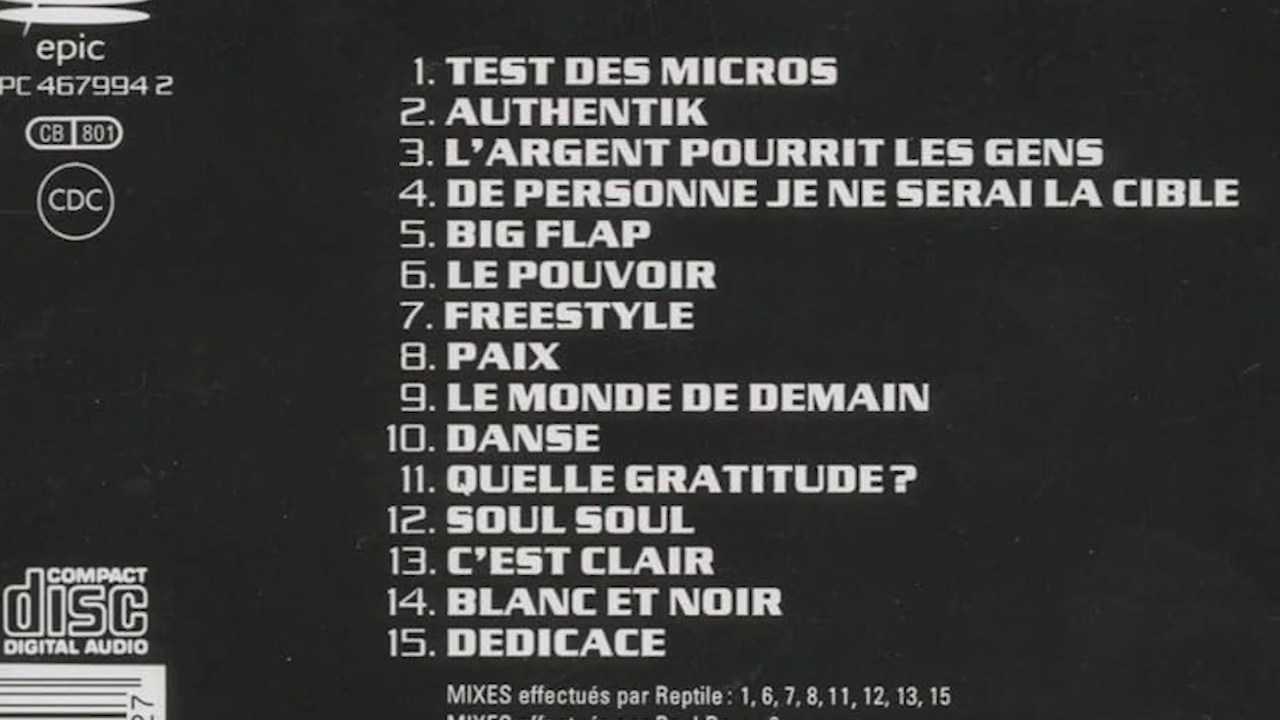 epic
PC 467994 2
CB 801
CDC
1. TEST DES MICROS
2. AUTHENTIK
3. L'ARGENT POURRIT LES GENS
4. DE PERSONNE JE NE SERAI LA CIBLE
5. BIG FLAP
6. LE POUVOIR
7. FREESTYLE
8. PAIX
9. LE MONDE DE DEMAIN
10. DANSE
11. QUELLE GRATITUDE?
12. SOUL SOUL
13. C'EST CLAIR
14. BLANC ET NOIR
15. DEDICACE
COMPACT
disc
DIGITAL AUDIO
27
MIXES effectués par Reptile : 1, 6, 7, 8, 11, 12, 13, 15